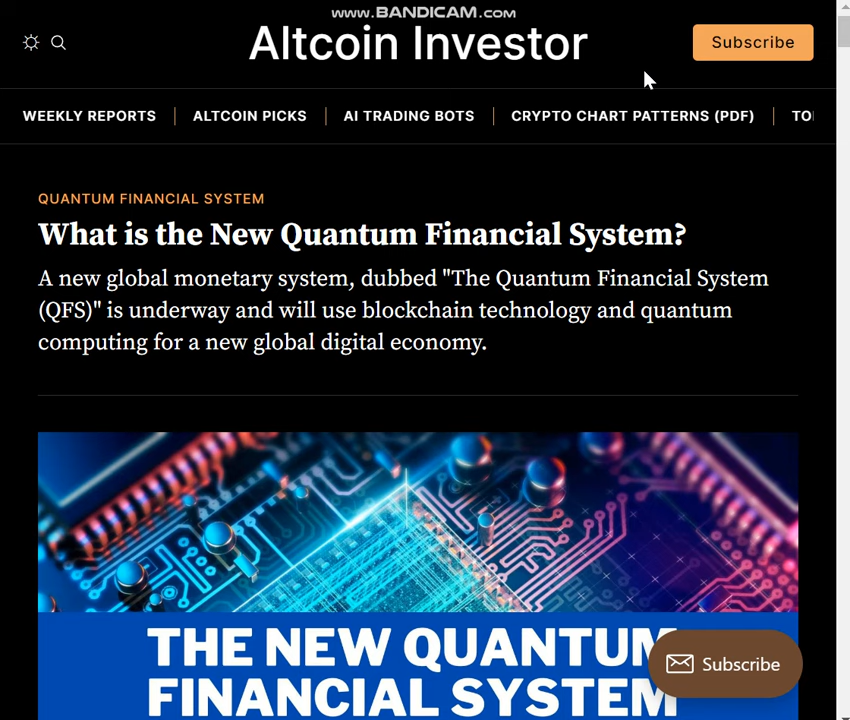 www.BANDICAM.com
Altcoin Investor
Subscribe
WEEKLY REPORTS
ALTCOIN PICKS
AI TRADING BOTS
CRYPTO CHART PATTERNS (PDF)
QUANTUM FINANCIAL SYSTEM
What is the New Quantum Financial System?
A new global monetary system, dubbed "The Quantum Financial System
(QFS)" is underway and will use blockchain technology and quantum
computing for a new global digital economy.
THE NEW QUANTUM
FINANCIAL SYSTEM
Subscribe